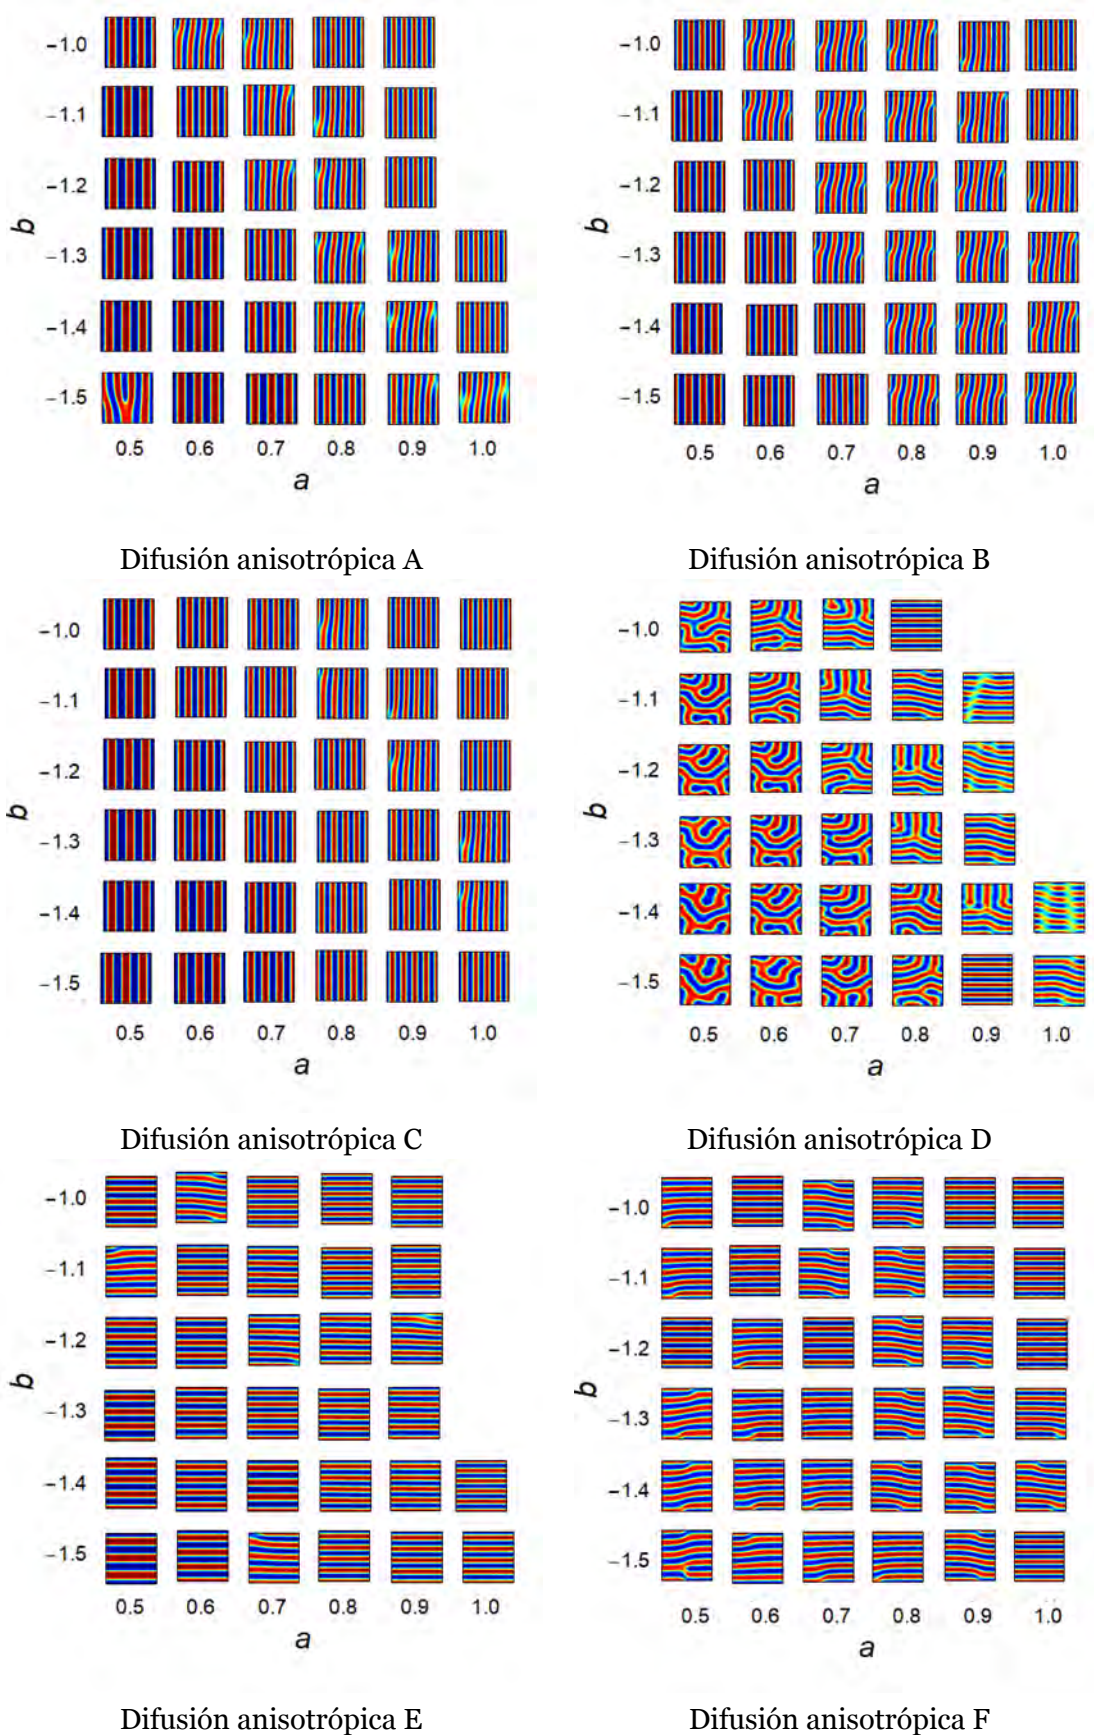 −1.0
−1.1
−1.2
−1.3
−1.4
−1.5
b
0.5 0.6 0.7 0.8 0.9 1.0
a
Difusión anisotrópica A
−1.0
−1.1
−1.2
−1.3
−1.4
−1.5
b
0.5 0.6 0.7 0.8 0.9 1.0
a
Difusión anisotrópica B
−1.0
−1.1
−1.2
−1.3
−1.4
−1.5
b
0.5 0.6 0.7 0.8 0.9 1.0
a
Difusión anisotrópica C
−1.0
−1.1
−1.2
−1.3
−1.4
−1.5
b
0.5 0.6 0.7 0.8 0.9 1.0
a
Difusión anisotrópica D
−1.0
−1.1
−1.2
−1.3
−1.4
−1.5
b
0.5 0.6 0.7 0.8 0.9 1.0
a
Difusión anisotrópica E
−1.0
−1.1
−1.2
−1.3
−1.4
−1.5
b
0.5 0.6 0.7 0.8 0.9 1.0
a
Difusión anisotrópica F